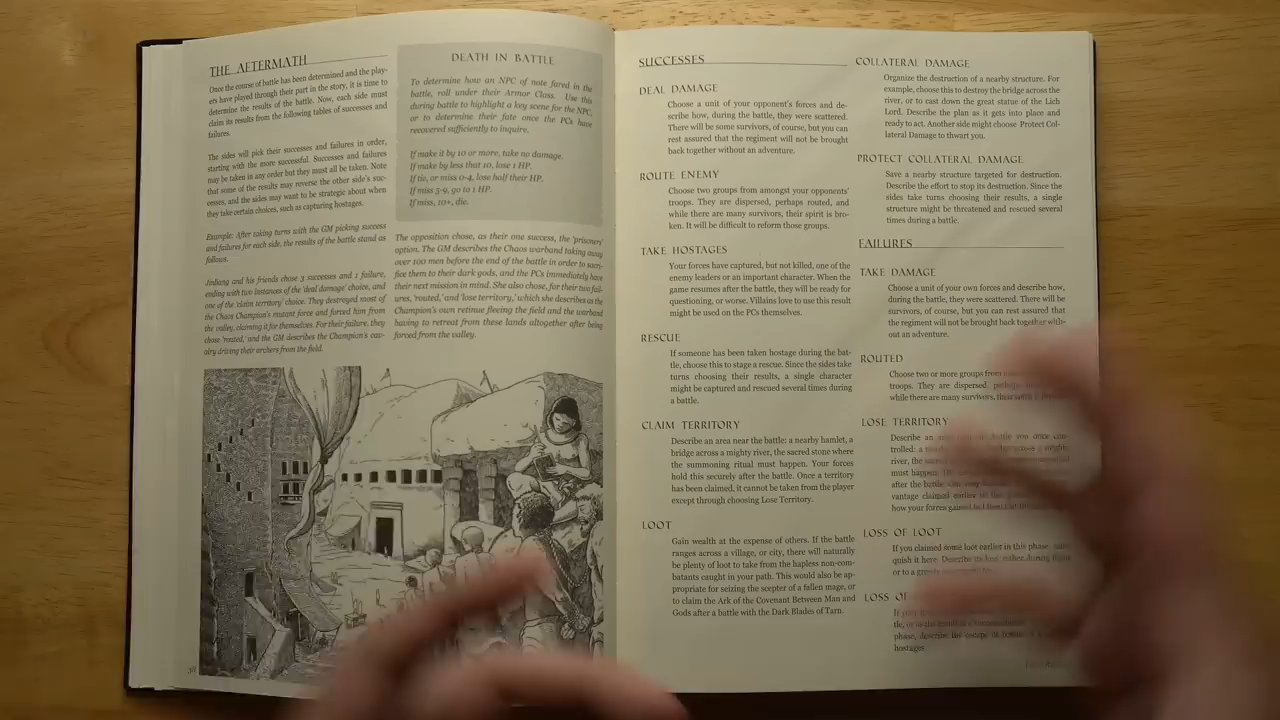 THE AFTERMATH
Once the course of battle has been determined and the play-
ers have played through their part in the story, it is time to
determine the results of the battle. Now, each side must
claim its results from the following tables of successes and
failures.
The sides will pick their successes and failures in order,
starting with the more successful. Successes and failures
may be taken in any order but they must all be taken. Note
that some of the results may reverse the other side's suc-
cesses, and the sides may want to be strategic about when
they take certain choices, such as capturing hostages.
Example: After taking turns with the GM picking success
and failures for each side, the results of the battle stand as
follows.
Jinliang and his friends chose 3 successes and 1 failure,
ending with two instances of the 'deal damage' choice, and
one of the 'claim territory' choice. They destroyed most of
the Chaos Champion's mutant force and forced him from
the valley, claiming it for themselves. For their failure, they
chose 'routed,' and the GM describes the Champion's cav-
alry driving their archers from the field.
DEATH IN BATTLE
To determine how an NPC of note fared in the
battle, roll under their Armor Class. Use this
during battle to highlight a key scene for the NPC,
or to determine their fate once the PCs have
recovered sufficiently to inquire.
If make it by 10 or more, take no damage.
If make by less that 10, lose 1 HP.
If tie, or miss 0-4, lose half their HP.
If miss 5-9, go to 1 HP.
If miss, 10+, die.
The opposition chose, as their one success, the 'prisoners'
option. The GM describes the Chaos warband taking away
over 100 men before the end of the battle in order to sacri-
fice them to their dark gods, and the PCs immediately have
their next mission in mind. She also chose, for their two fail-
ures, 'routed,' and 'lose territory,' which she describes as the
Champion's own retinue fleeing the field and the warband
having to retreat from these lands altogether after being
forced from the valley.
SUCCESSES
DEAL DAMAGE
Choose a unit of your opponent's forces and de-
scribe how, during the battle, they were scattered.
There will be some survivors, of course, but you can
rest assured that the regiment will not be brought
back together without an adventure.
ROUTE ENEMY
Choose two groups from amongst your opponents'
troops. They are dispersed, perhaps routed, and
while there are many survivors, their spirit is bro-
ken. It will be difficult to reform those groups.
TAKE HOSTAGES
Your forces have captured, but not killed, one of the
enemy leaders or an important character. When the
game resumes after the battle, they will be ready for
questioning, or worse. Villains love to use this result
might be used on the PCs themselves.
RESCUE
If someone has been taken hostage during the bat-
tle, choose this to stage a rescue. Since the sides take
turns choosing their results, a single character
might be captured and rescued several times during
a battle.
CLAIM TERRITORY
Describe an area near the battle: a nearby hamlet, a
bridge across a mighty river, the sacred stone where
the summoning ritual must happen. Your forces
hold this securely after the battle. Once a territory
has been claimed, it cannot be taken from the player
except through choosing Lose Territory.
LOOT
Gain wealth at the expense of others. If the battle
ranges across a village, or city, there will naturally
be plenty of loot to take from the hapless non-com-
batants caught in your path. This would also be ap-
propriate for seizing the scepter of a fallen mage, or
to claim the Ark of the Covenant Between Man and
Gods after a battle with the Dark Blades of Tarn.
COLLATERAL DAMAGE
Organize the destruction of a nearby structure. For
example, choose this to destroy the bridge across the
river, or to cast down the great statue of the Lich
Lord. Describe the plan as it gets into place and
ready to act. Another side might choose Protect Col-
lateral Damage to thwart you.
PROTECT COLLATERAL DAMAGE
Save a nearby structure targeted for destruction.
Describe the effort to stop its destruction. Since the
sides take turns choosing their results, a single
structure might be threatened and rescued several
times during a battle.
FAILURES
TAKE DAMAGE
Choose a unit of your own forces and describe how,
during the battle, they were scattered. There will be
survivors, of course, but you can rest assured that
the regiment will not be brought back together with-
out an adventure.
ROUTED
Choose two or more groups from
troops. They are dispersed, perhaps
while there are many survivors, their spirit is
LOSE TERRITORY
Describe an battle you once con-
trolled: a across a mighty
river, the
must happen.
after the battle.
vantage claimed earlier
how your forces gained
LOSS OF LOOT
If you claimed some loot earlier in this phase,
quish it here. Describe its loss, either during
or to a
LOSS OF
If
tle, or
phase, describe the escape or
hostages